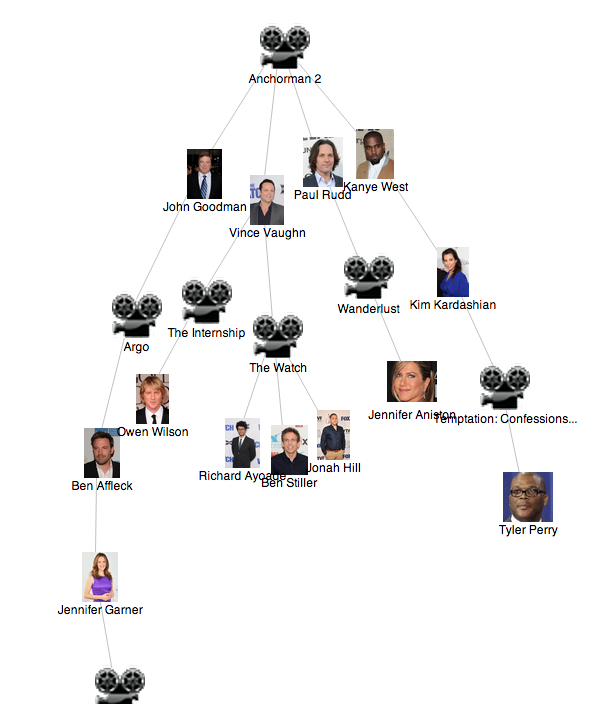 Anchorman 2
John Goodman
Vince Vaughn
Paul Rudd
Kanye West
Argo
The Internship
The Watch
Wanderlust
Kim Kardashian
Owen Wilson
Ben Affleck
Richard Ayoade
Ben Stiller
Jonah Hill
Jennifer Aniston
Temptation: Confessions...
Tyler Perry
Jennifer Garner